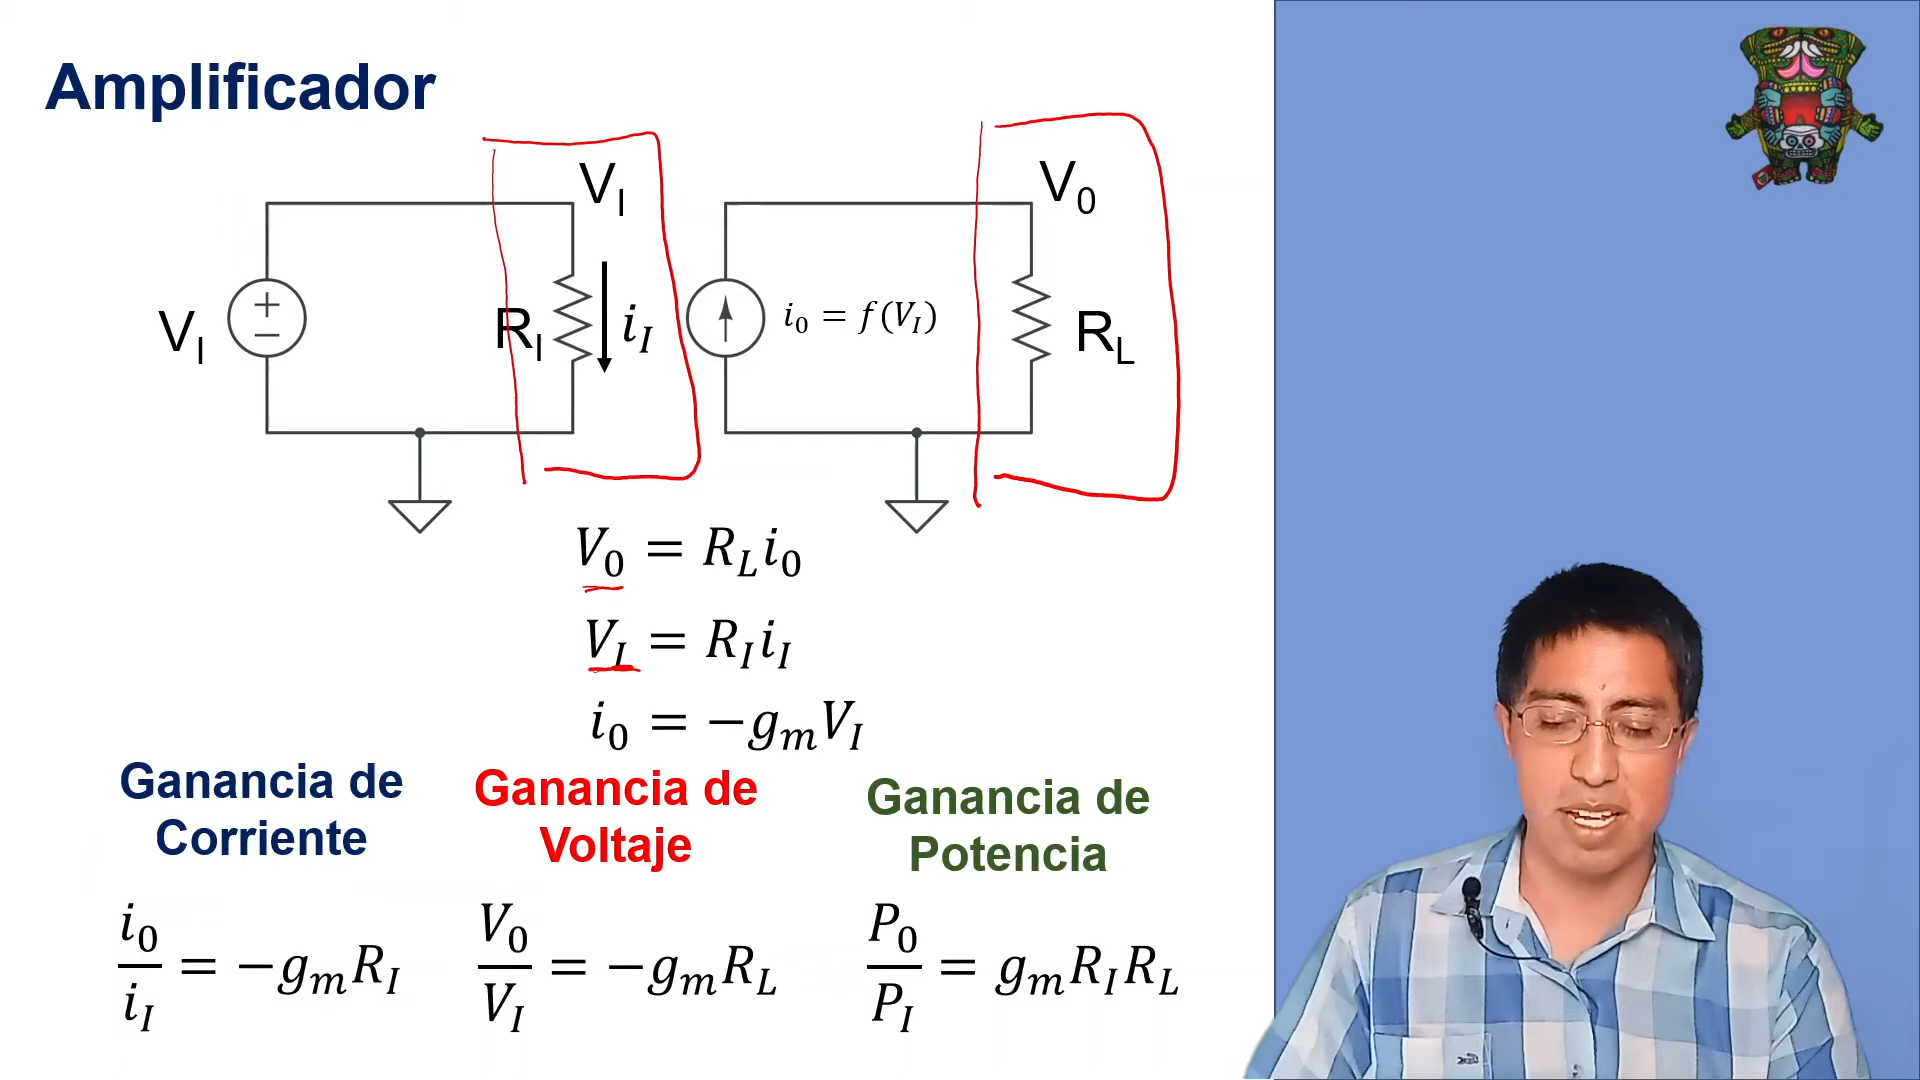 Amplificador
V_I
V_0
V_I
+
−
R_I
i_I
i_0 = f(V_I)
R_L
V_0 = R_L i_0
V_I = R_I i_I
i_0 = −g_m V_I
Ganancia de
Corriente
Ganancia de
Voltaje
Ganancia de
Potencia
i_0/i_I = −g_m R_I
V_0/V_I = −g_m R_L
P_0/P_I = g_m R_I R_L